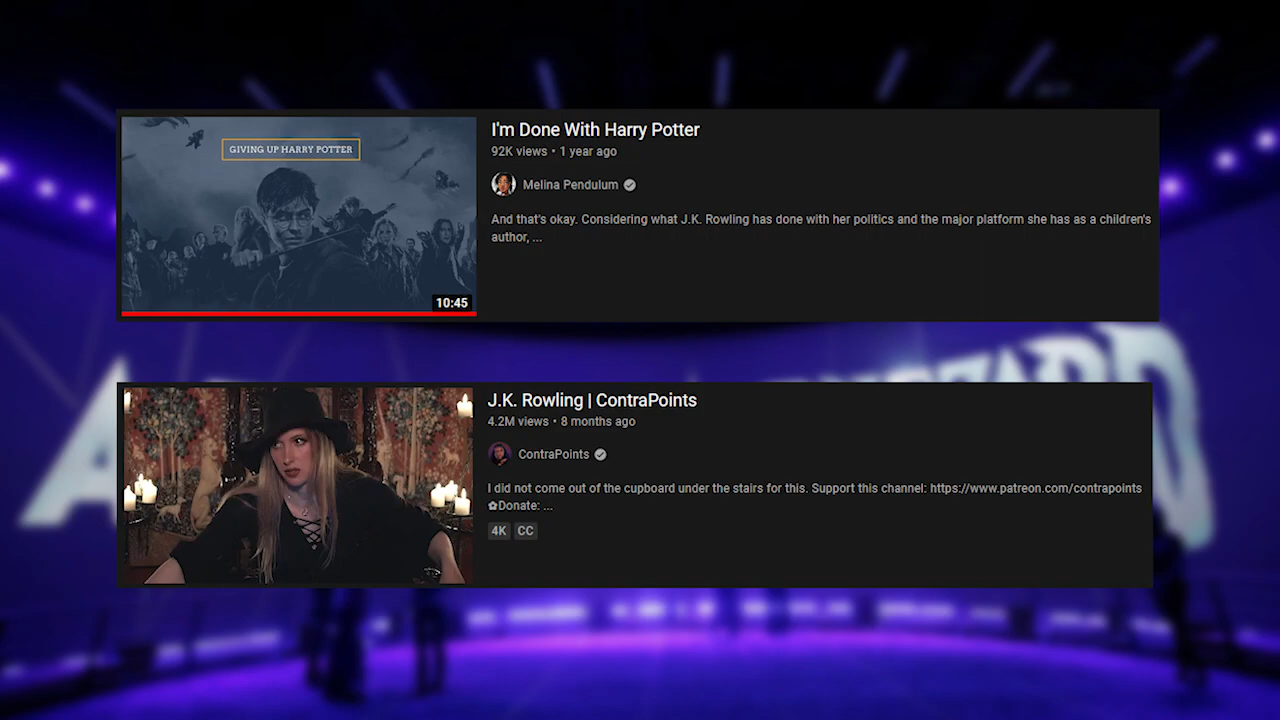 GIVING UP HARRY POTTER
10:45
I'm Done With Harry Potter
92K views • 1 year ago
Melina Pendulum
And that's okay. Considering what J.K. Rowling has done with her politics and the major platform she has as a children's
author, ...
J.K. Rowling | ContraPoints
4.2M views • 8 months ago
ContraPoints
I did not come out of the cupboard under the stairs for this. Support this channel: https://www.patreon.com/contrapoints
✿Donate: ...
4K CC